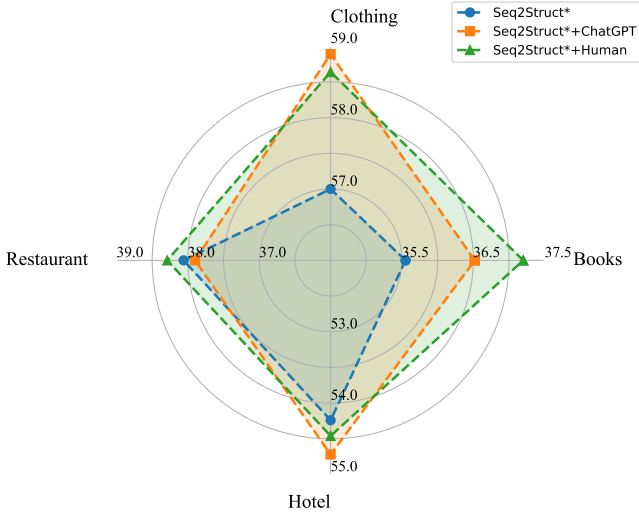 Clothing
59.0
Seq2Struct*
Seq2Struct*+ChatGPT
Seq2Struct*+Human
58.0
57.0
Restaurant
39.0
38.0
37.0
35.5
36.5
37.5
Books
53.0
54.0
55.0
Hotel